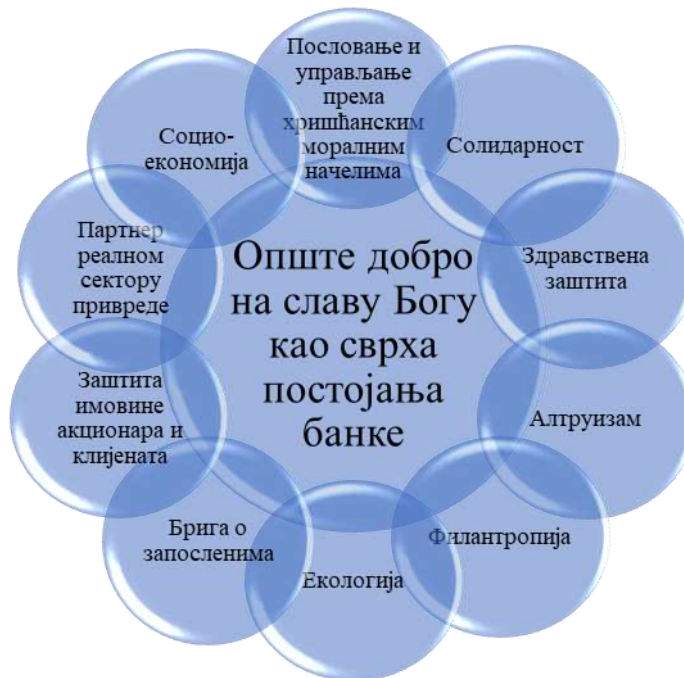 Пословање и
управљање
према
хришћанским
моралним
начелима
Солидарност
Здравствена
заштита
Алтруизам
Филантропија
Екологија
Брига о
запосленима
Заштита
имовине
акционара и
клијената
Партнер
реалном
сектору
привреде
Социо-
економија
Опште добро
на славу Богу
као сврха
постојања
банке